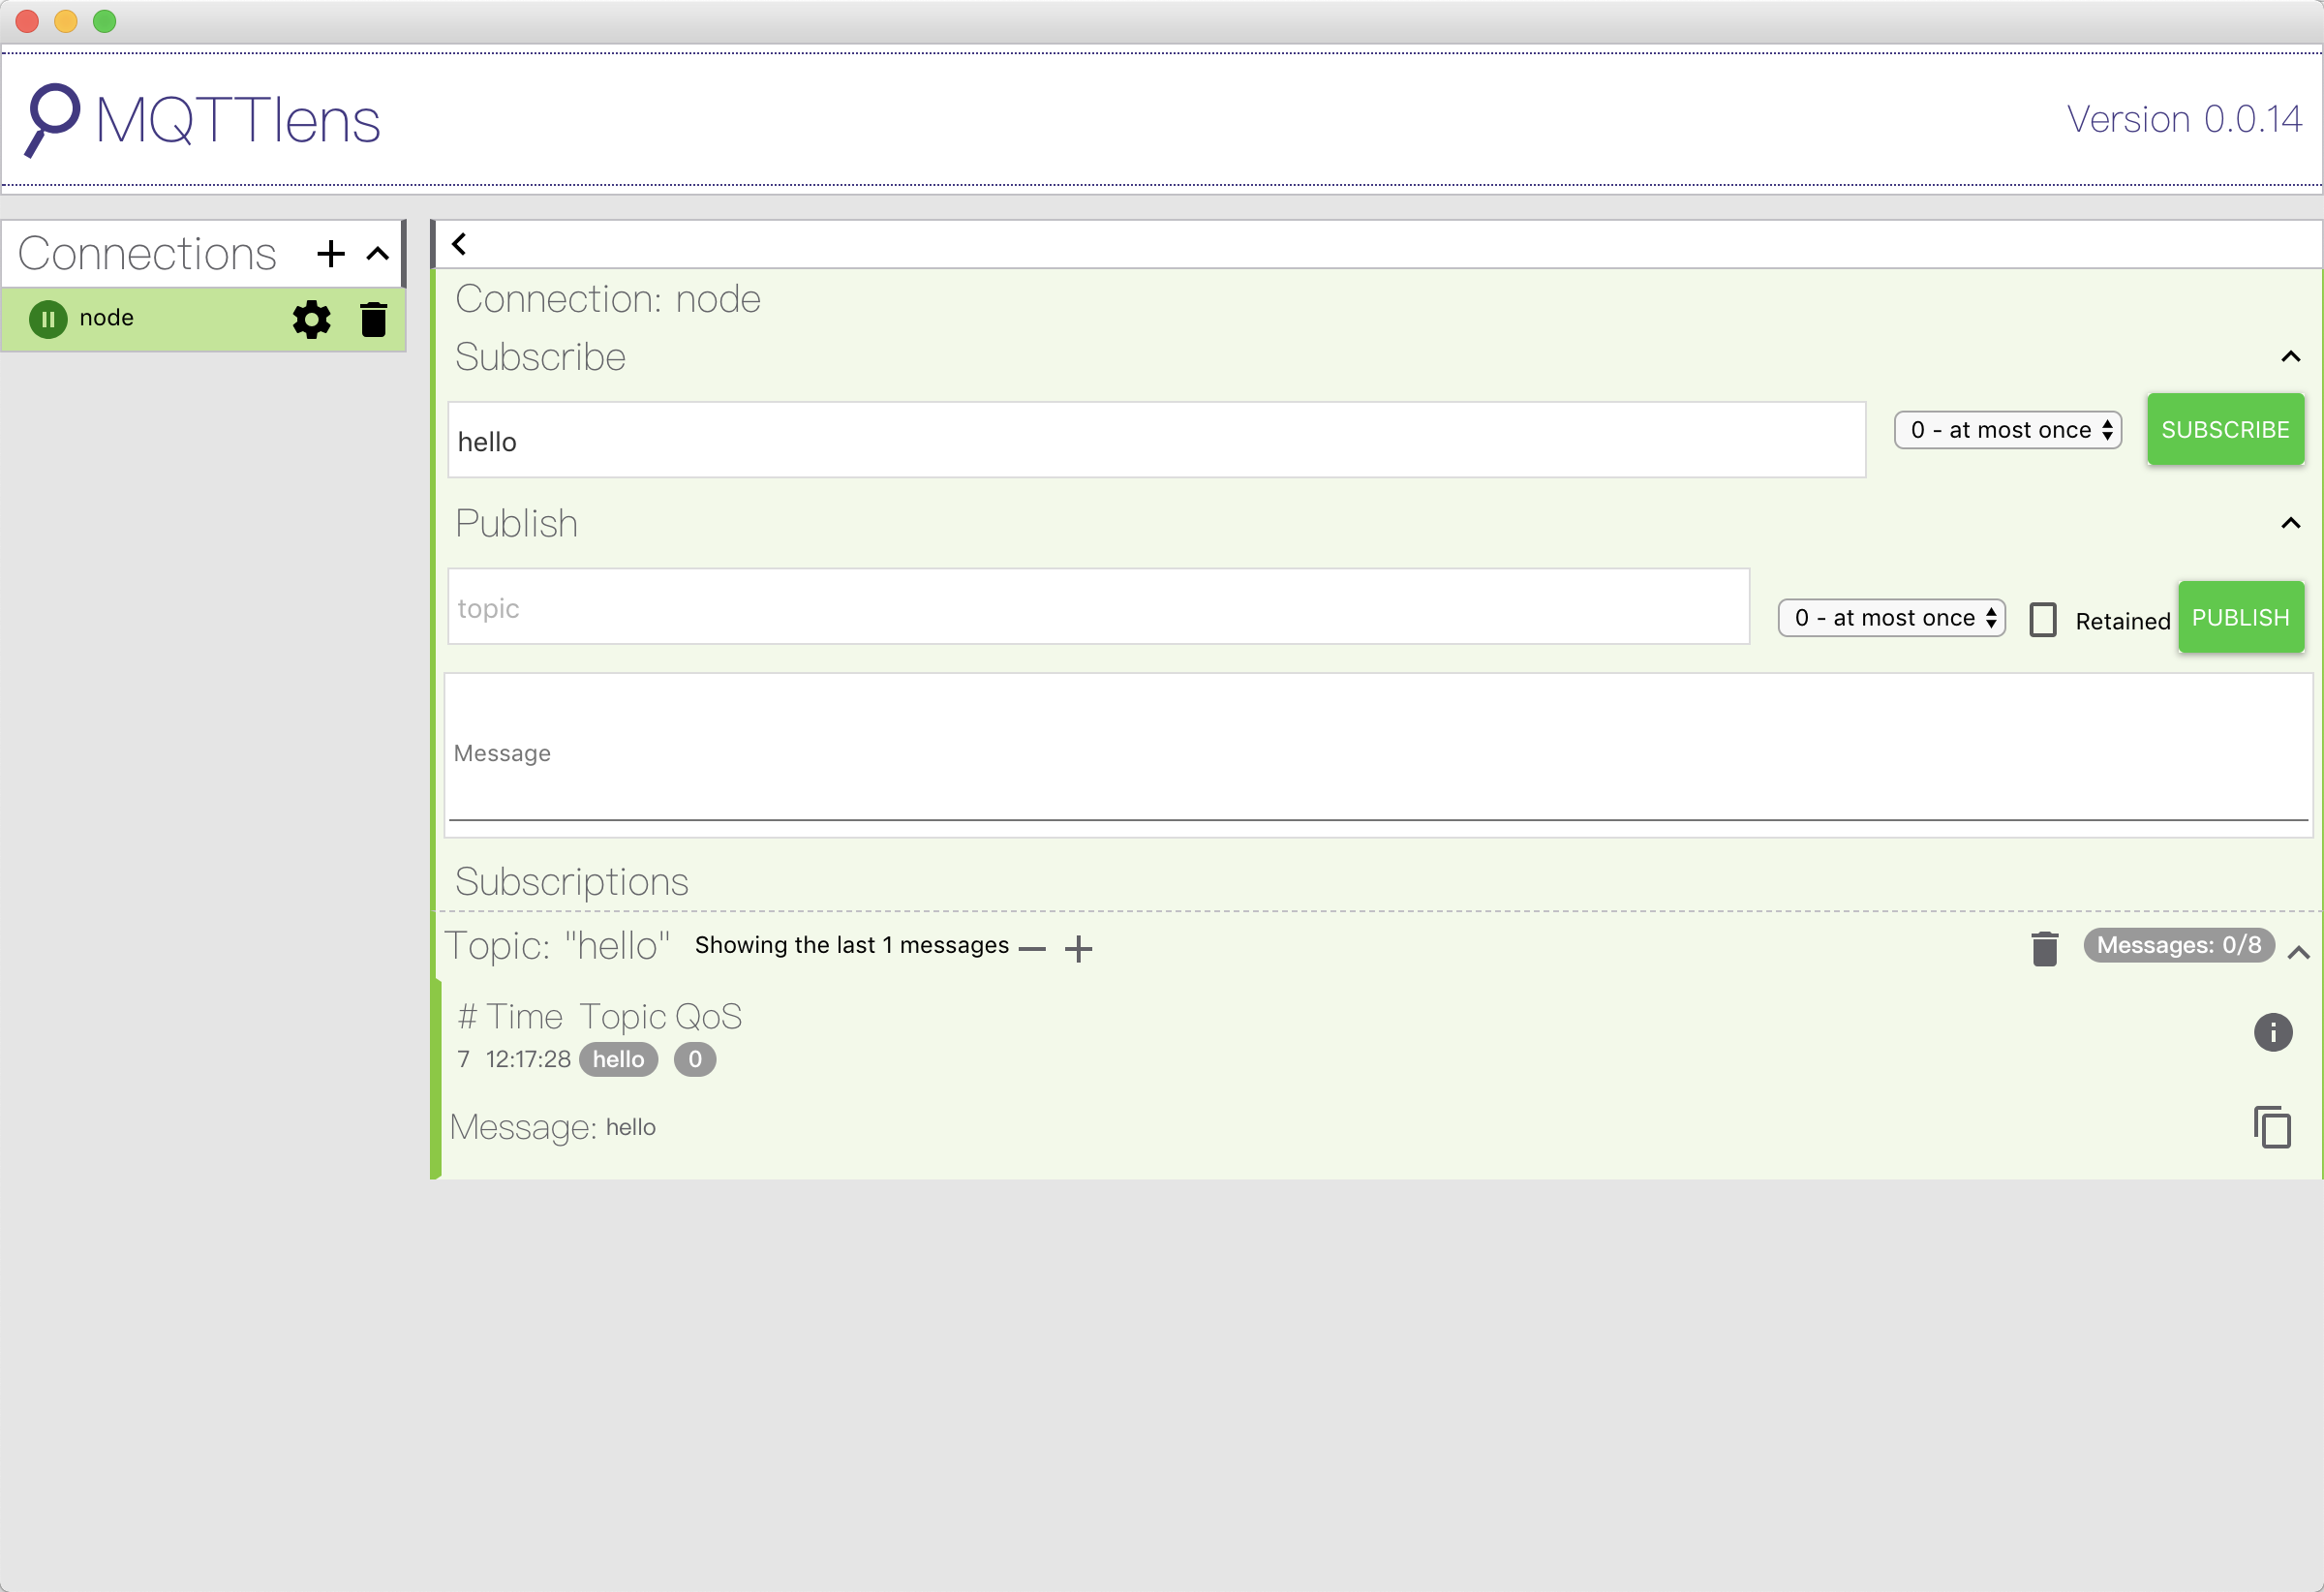 MQTTlens
Version 0.0.14
Connections
node
Connection: node
Subscribe
hello
0 - at most once
SUBSCRIBE
Publish
topic
0 - at most once
Retained
PUBLISH
Message
Subscriptions
Topic: "hello" Showing the last 1 messages
Messages: 0/8
# Time Topic QoS
7 12:17:28 hello 0
Message: hello